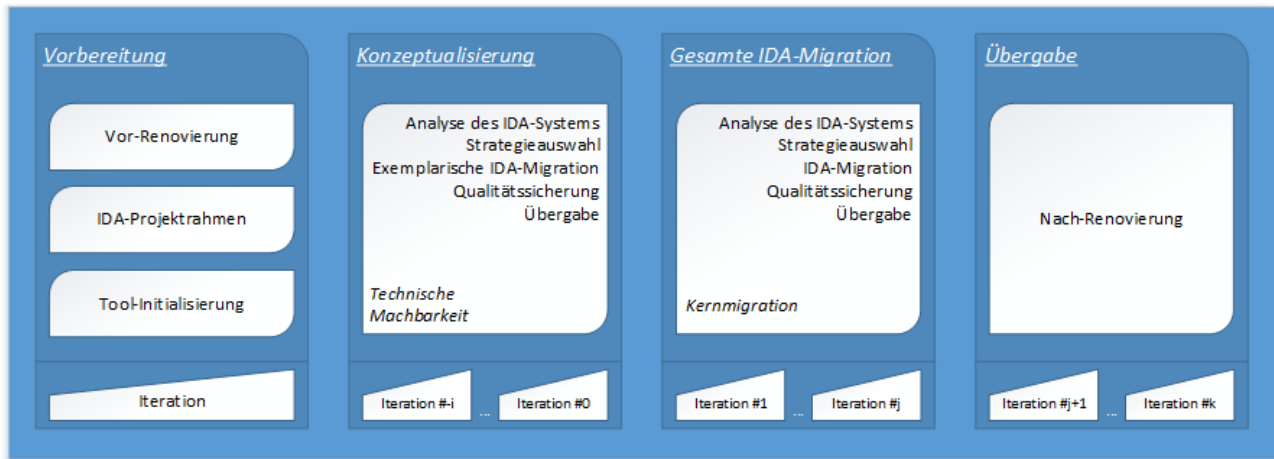 Vorbereitung
Vor-Renovierung
IDA-Projektrahmen
Tool-Initialisierung
Iteration
Konzeptualisierung
Analyse des IDA-Systems
Strategieauswahl
Exemplarische IDA-Migration
Qualitätssicherung
Übergabe
Technische
Machbarkeit
Iteration #-i
...
Iteration #0
Gesamte IDA-Migration
Analyse des IDA-Systems
Strategieauswahl
IDA-Migration
Qualitätssicherung
Übergabe
Kernmigration
Iteration #1
...
Iteration #j
Übergabe
Nach-Renovierung
Iteration #j+1
...
Iteration #k